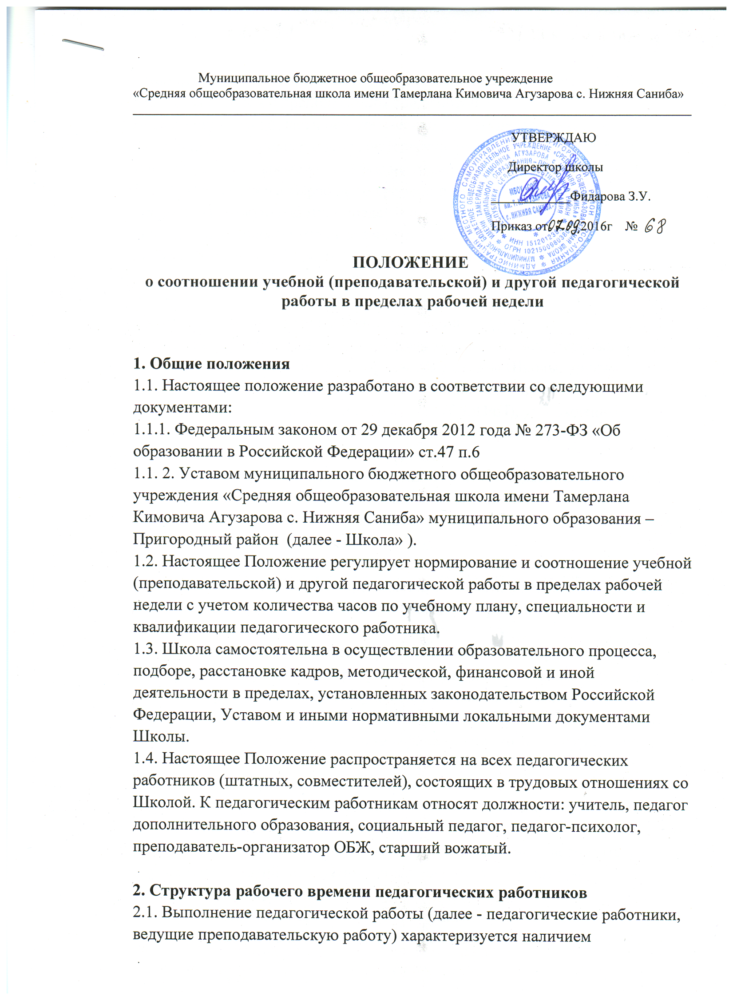 Муниципальное бюджетное общеобразовательное учреждение
«Средняя общеобразовательная школа имени Тамерлана Кимовича Агузарова с. Нижняя Саниба»
УТВЕРЖДАЮ
Директор школы
Фидарова З.У.
Приказ от 07.09.2016г № 68
МБОУ «СОШ
им. Т.К. АГУЗАРОВА
с. НИЖНЯЯ САНИБА»
ПОЛОЖЕНИЕ
о соотношении учебной (преподавательской) и другой педагогической
работы в пределах рабочей недели
1. Общие положения
1.1. Настоящее положение разработано в соответствии со следующими
документами:
1.1.1. Федеральным законом от 29 декабря 2012 года № 273-ФЗ «Об
образовании в Российской Федерации» ст.47 п.6
1.1. 2. Уставом муниципального бюджетного общеобразовательного
учреждения «Средняя общеобразовательная школа имени Тамерлана
Кимовича Агузарова с. Нижняя Саниба» муниципального образования –
Пригородный район (далее - Школа» ).
1.2. Настоящее Положение регулирует нормирование и соотношение учебной
(преподавательской) и другой педагогической работы в пределах рабочей
недели с учетом количества часов по учебному плану, специальности и
квалификации педагогического работника.
1.3. Школа самостоятельна в осуществлении образовательного процесса,
подборе, расстановке кадров, методической, финансовой и иной
деятельности в пределах, установленных законодательством Российской
Федерации, Уставом и иными нормативными локальными документами
Школы.
1.4. Настоящее Положение распространяется на всех педагогических
работников (штатных, совместителей), состоящих в трудовых отношениях со
Школой. К педагогическим работникам относят должности: учитель, педагог
дополнительного образования, социальный педагог, педагог-психолог,
преподаватель-организатор ОБЖ, старший вожатый.
2. Структура рабочего времени педагогических работников
2.1. Выполнение педагогической работы (далее - педагогические работники,
ведущие преподавательскую работу) характеризуется наличием